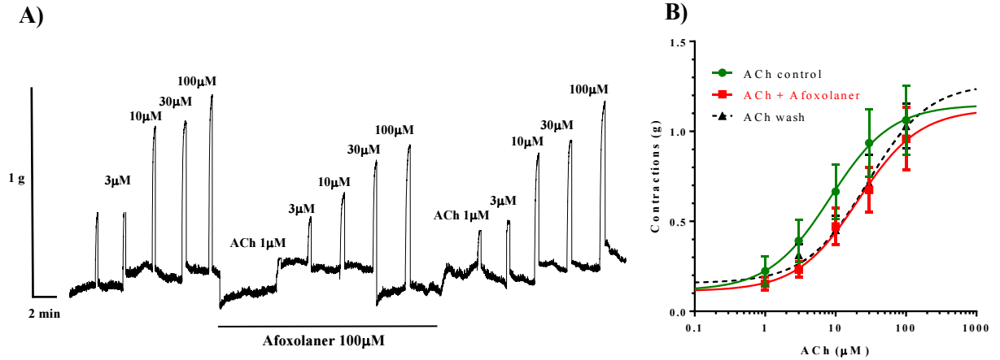 A)
100μM
30μM
10μM
3μM
1 g
2 min
ACh 1μM
3μM
10μM
30μM
100μM
Afoxolaner 100μM
ACh 1μM
3μM
10μM
30μM
100μM
B)
1.5
1.0
0.5
0.0
Contractions (g)
ACh control
ACh + Afoxolaner
ACh wash
0.1 1 10 100 1000
ACh (μM)